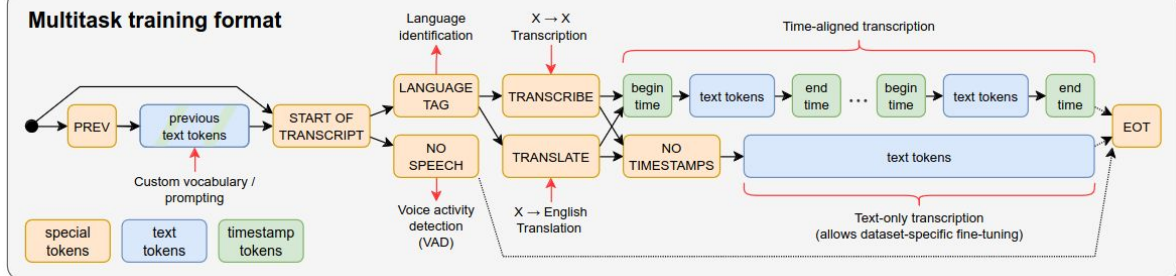 Multitask training format
Language
identification
X → X
Transcription
Time-aligned transcription
PREV
previous
text tokens
START OF
TRANSCRIPT
LANGUAGE
TAG
NO
SPEECH
TRANSCRIBE
TRANSLATE
begin
time
text tokens
end
time
...
begin
time
text tokens
end
time
NO
TIMESTAMPS
text tokens
EOT
Custom vocabulary /
prompting
Voice activity
detection
(VAD)
X → English
Translation
Text-only transcription
(allows dataset-specific fine-tuning)
special
tokens
text
tokens
timestamp
tokens